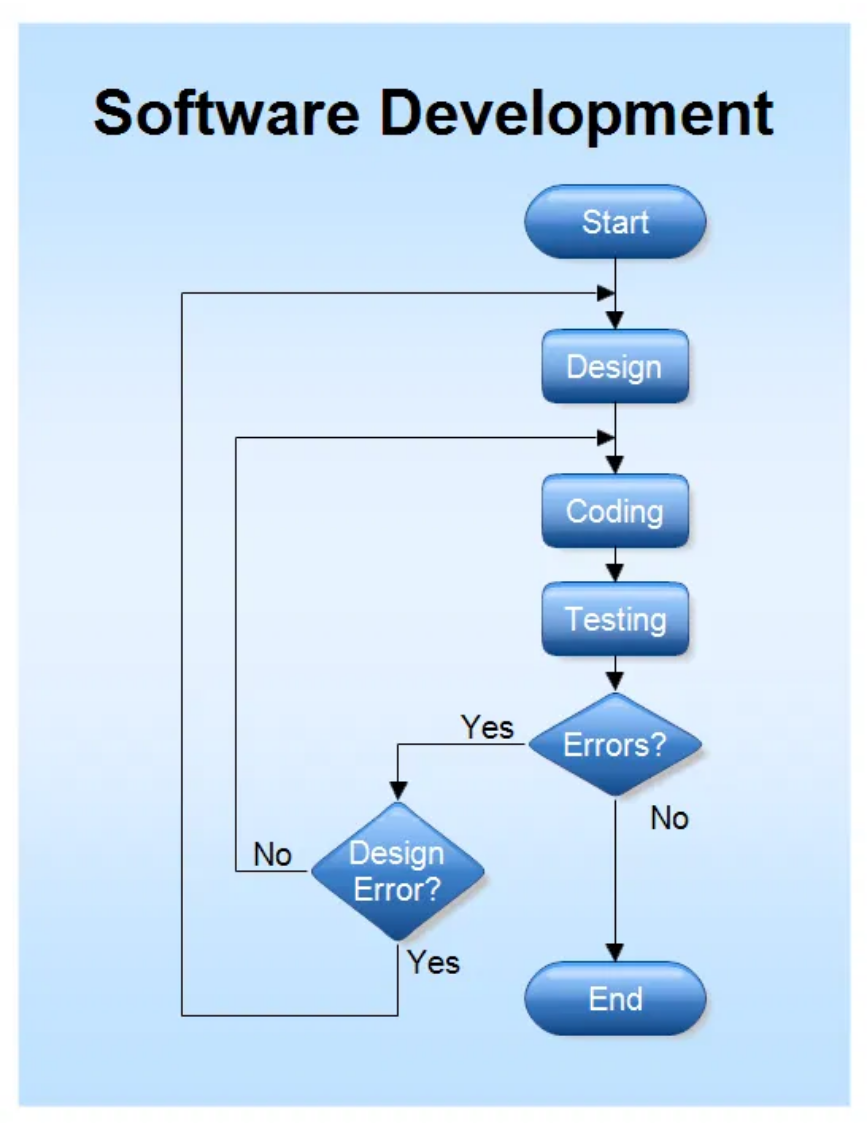 Software Development
Start
Design
Coding
Testing
Errors?
Yes
No
Design
Error?
No
Yes
End